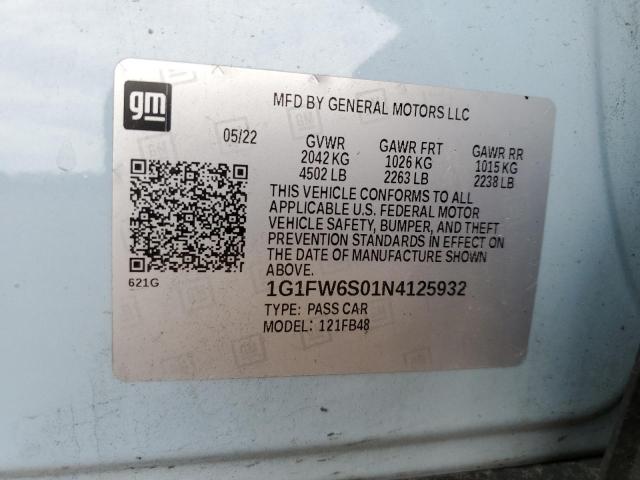 gm
MFD BY GENERAL MOTORS LLC
05/22 GVWR GAWR FRT GAWR RR
2042 KG 1026 KG 1015 KG
4502 LB 2263 LB 2238 LB
THIS VEHICLE CONFORMS TO ALL
APPLICABLE U.S. FEDERAL MOTOR
VEHICLE SAFETY, BUMPER, AND THEFT
PREVENTION STANDARDS IN EFFECT ON
THE DATE OF MANUFACTURE SHOWN
ABOVE.
621G
1G1FW6S01N4125932
TYPE: PASS CAR
MODEL: 121FB48